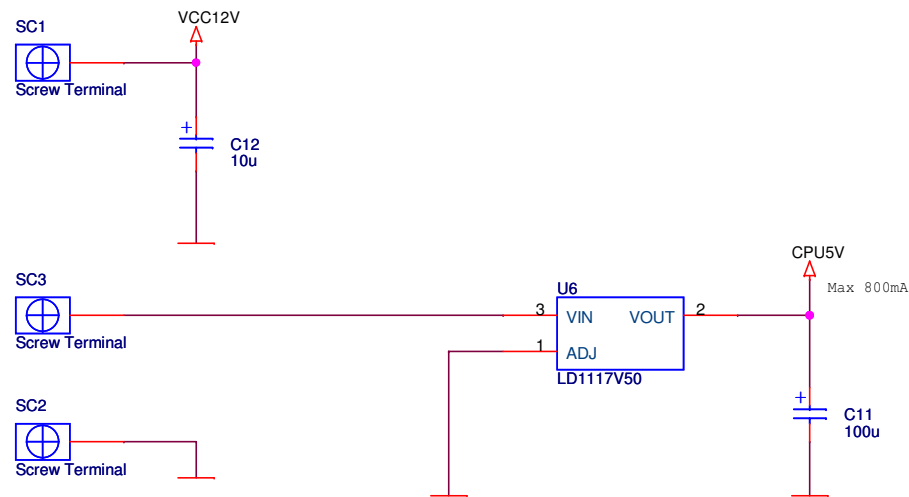 VCC12V
SC1
Screw Terminal
+
C12
10u
CPU5V
Max 800mA
SC3
Screw Terminal
U6
3 VIN VOUT 2
1 ADJ
LD1117V50
SC2
Screw Terminal
+
C11
100u